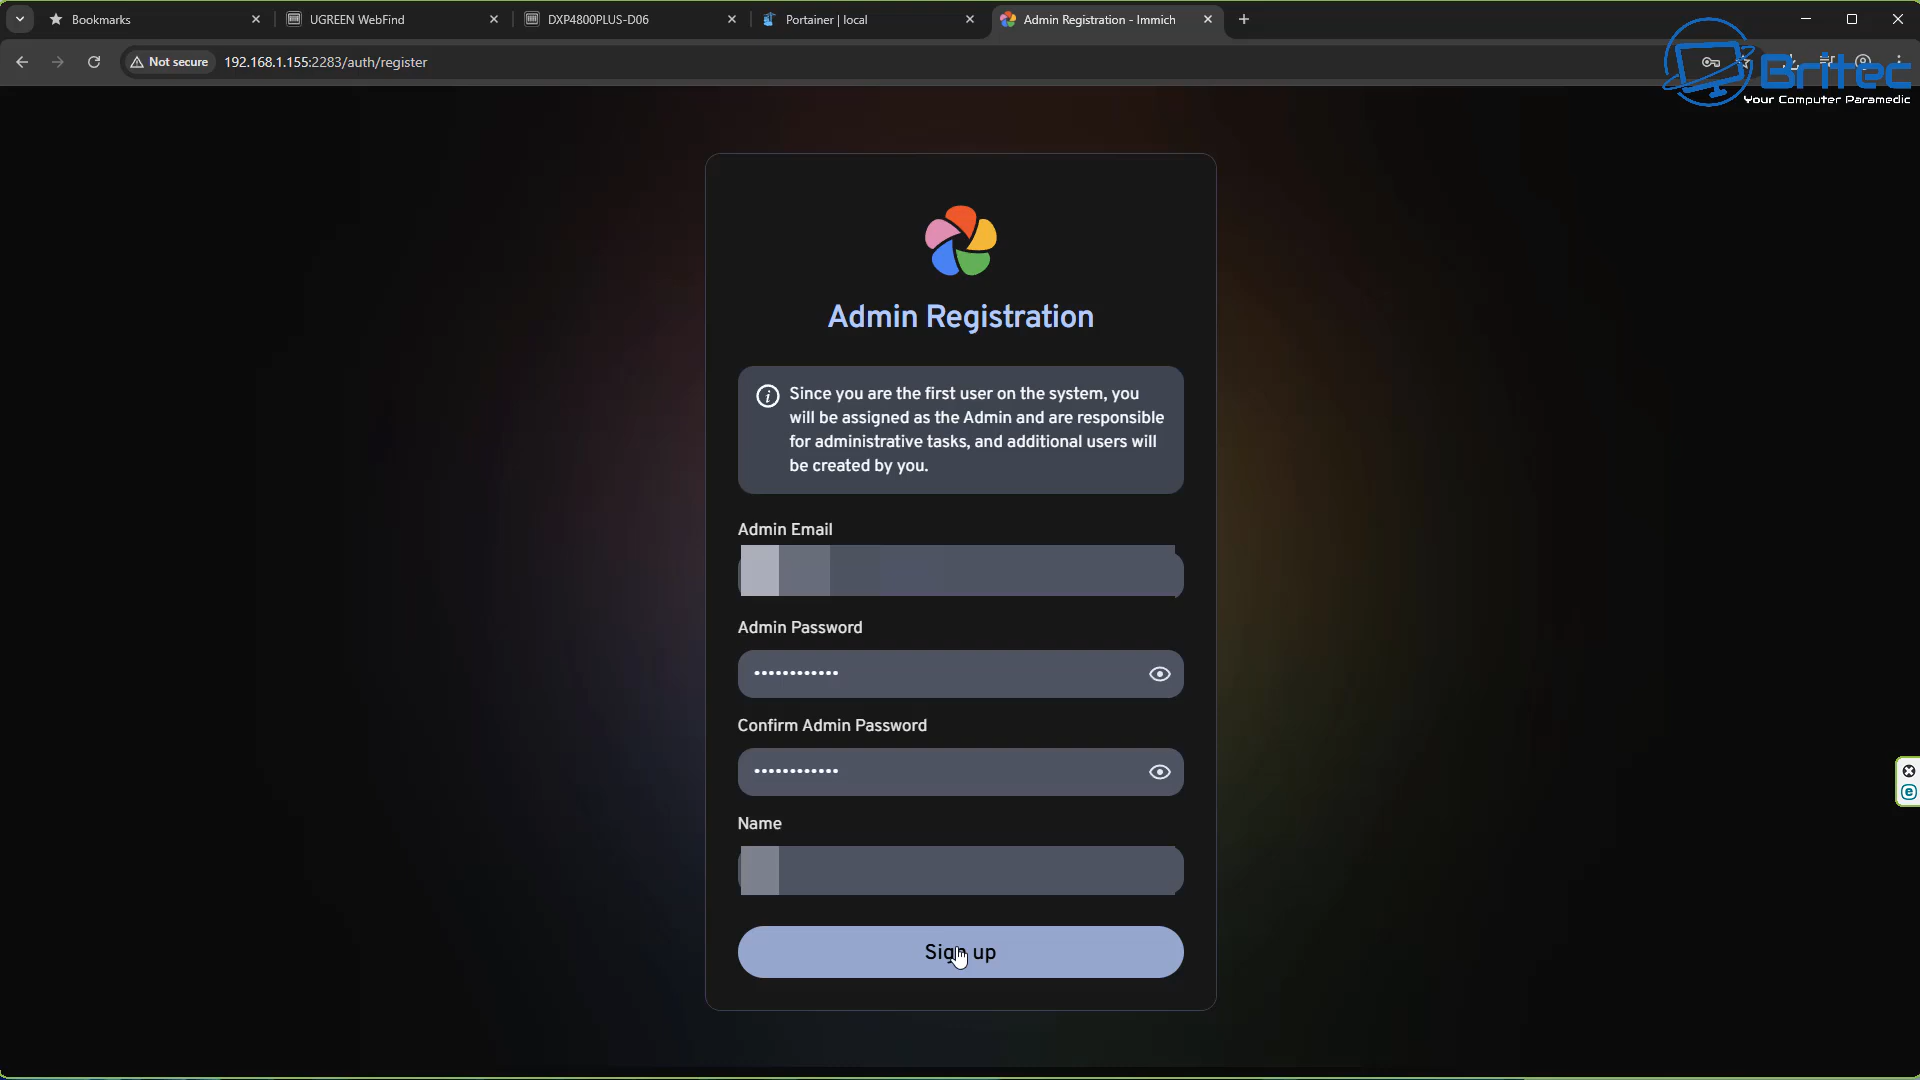 Bookmarks
UGREEN WebFind
DXP4800PLUS-D06
Portainer | local
Admin Registration - Immich
Not secure
192.168.1.155:2283/auth/register
Britec
Your Computer Paramedic
Admin Registration
Since you are the first user on the system, you
will be assigned as the Admin and are responsible
for administrative tasks, and additional users will
be created by you.
Admin Email
Admin Password
••••••••••••
Confirm Admin Password
••••••••••••
Name
Sign up